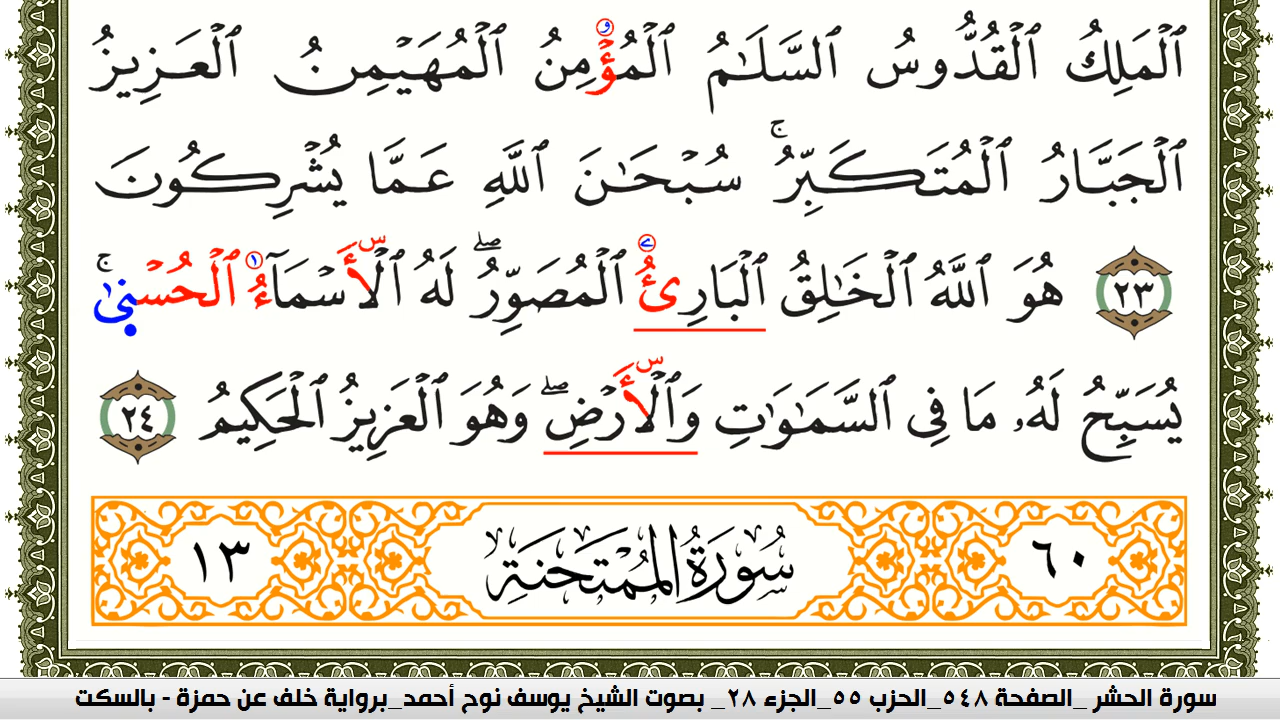 ٱلْمَلِكُ ٱلْقُدُّوسُ ٱلسَّلَٰمُ ٱلْمُؤْمِنُ ٱلْمُهَيْمِنُ ٱلْعَزِيزُ
ٱلْجَبَّارُ ٱلْمُتَكَبِّرُۚ سُبْحَٰنَ ٱللَّهِ عَمَّا يُشْرِكُونَ
٢٣ هُوَ ٱللَّهُ ٱلْخَٰلِقُ ٱلْبَارِئُ ٱلْمُصَوِّرُۖ لَهُ ٱلْأَسْمَآءُ ٱلْحُسْنَىٰۚ
يُسَبِّحُ لَهُۥ مَا فِى ٱلسَّمَٰوَٰتِ وَٱلْأَرْضِۖ وَهُوَ ٱلْعَزِيزُ ٱلْحَكِيمُ ٢٤
٦٠ سُورَةُ المُمْتَحَنَةِ ١٣
سورة الحشر _الصفحة ٥٤٨_الحزب ٥٥_الجزء ٢٨_ بصوت الشيخ يوسف نوح أحمد_برواية خلف عن حمزة - بالسكت